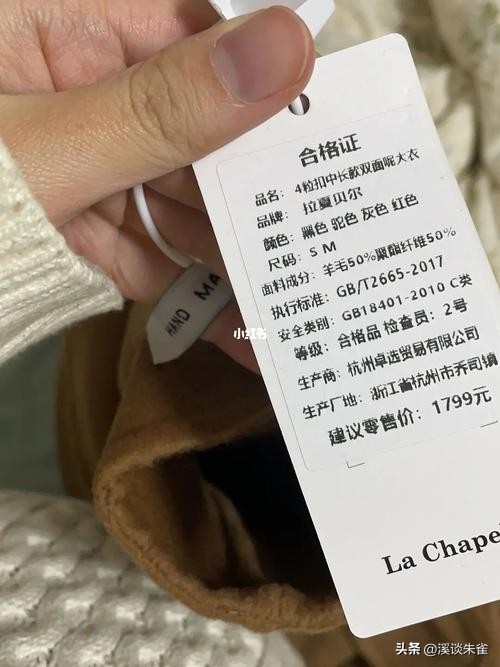 合格证
品名: 4粒扣中长款双面呢大衣
品牌: 拉夏贝尔
颜色: 黑色 驼色 灰色 红色
尺码: S M
面料成分: 羊毛50%聚酯纤维50%
执行标准: GB/T2665-2017
安全类别: GB18401-2010 C类
等级: 合格品 检查员: 2号
生产商: 杭州卓选贸易有限公司
生产厂地: 浙江省杭州市乔司镇
建议零售价: 1799元
La Chape
HAND MA
小红书
头条 @溪谈朱雀